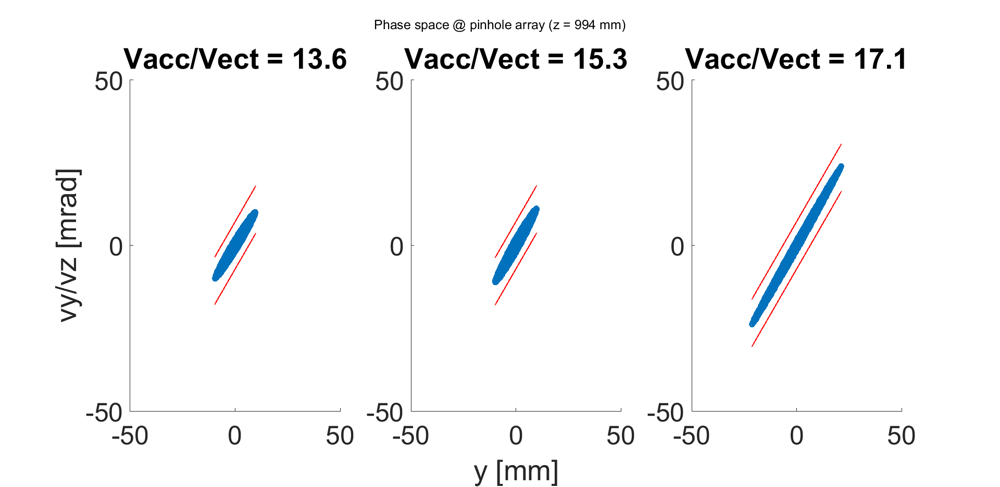 Phase space @ pinhole array (z = 994 mm)
Vacc/Vect = 13.6
Vacc/Vect = 15.3
Vacc/Vect = 17.1
50
50
50
vy/vz [mrad]
0
0
0
-50
-50
-50
-50 0 50
-50 0 50
-50 0 50
y [mm]